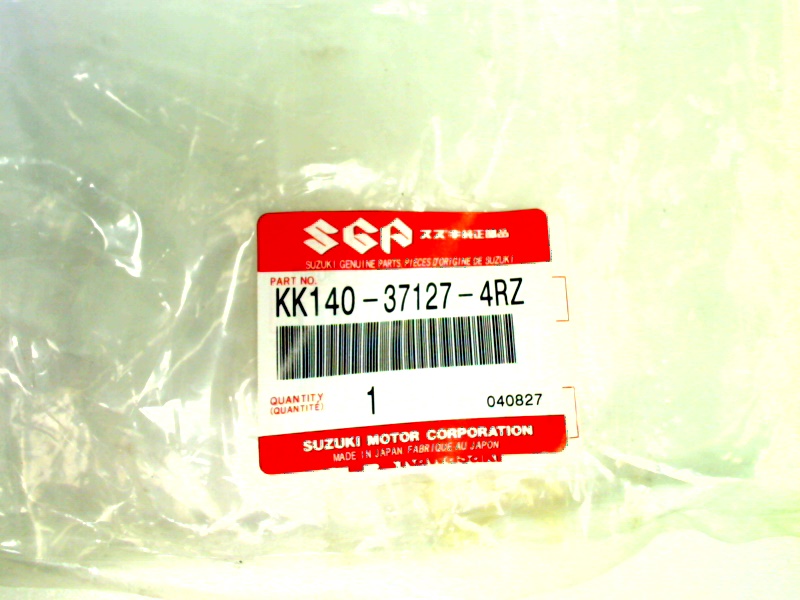 SGP スズキ純正部品
SUZUKI GENUINE PARTS, PIÈCES D'ORIGINE DE SUZUKI
PART NO.
KK140-37127-4RZ
QUANTITY
(QUANTITÉ)
1
040827
SUZUKI MOTOR CORPORATION
MADE IN JAPAN FABRIQUÉ AU JAPON
Kawasaki